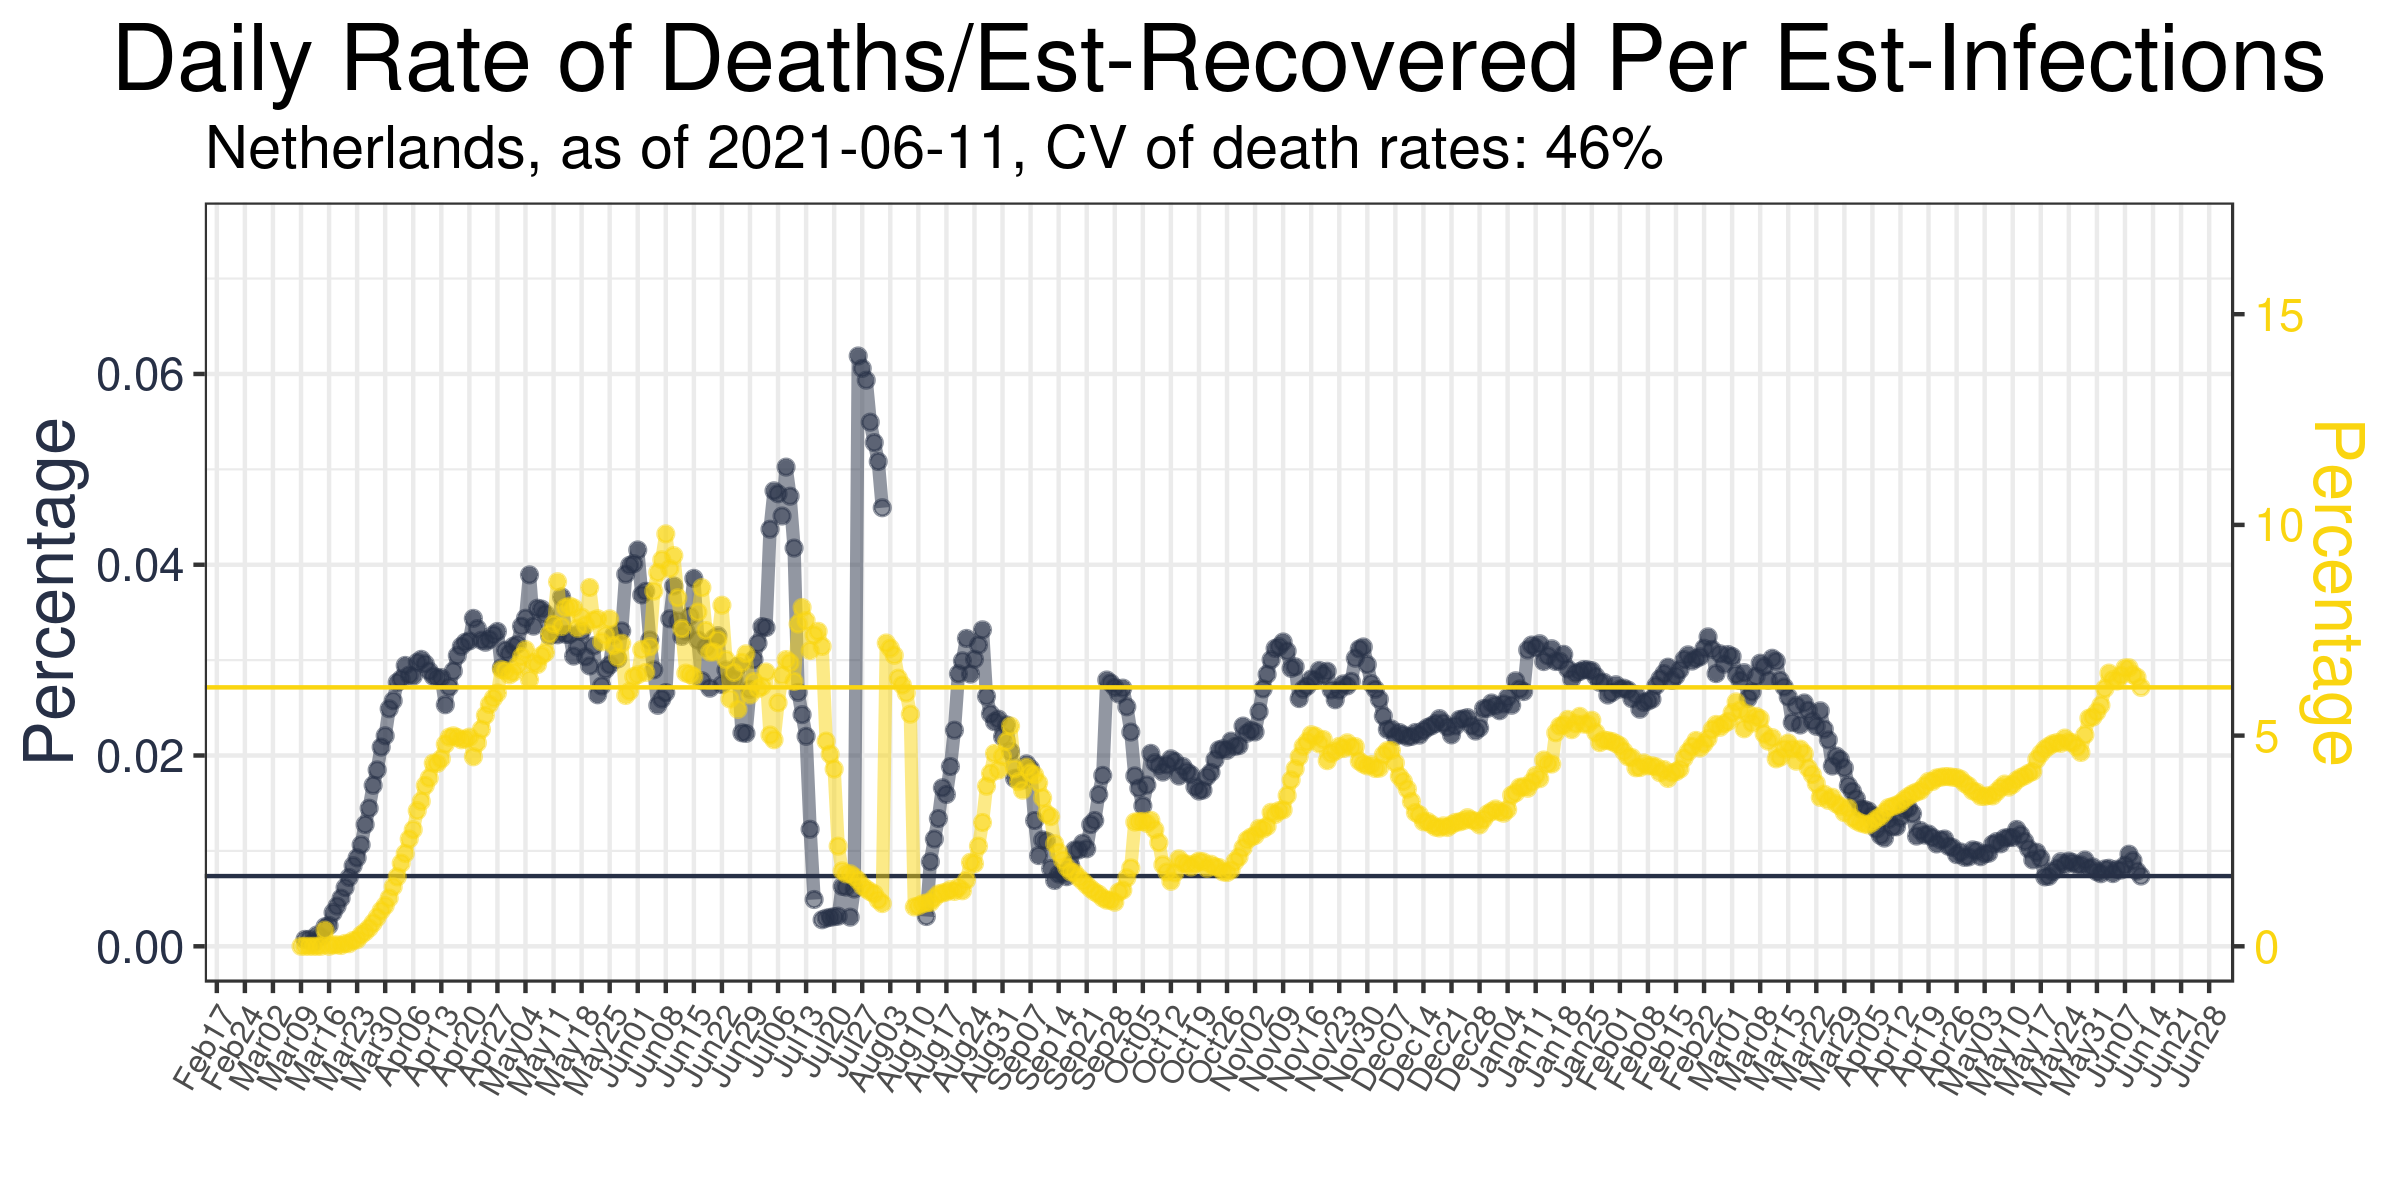 Daily Rate of Deaths/Est-Recovered Per Est-Infections
Netherlands, as of 2021-06-11, CV of death rates: 46%
Percentage
0.06
0.04
0.02
0.00
15
10
5
0
Percentage
Feb17
Feb24
Mar02
Mar09
Mar16
Mar23
Mar30
Apr06
Apr13
Apr20
Apr27
May04
May11
May18
May25
Jun01
Jun08
Jun15
Jun22
Jun29
Jul06
Jul13
Jul20
Jul27
Aug03
Aug10
Aug17
Aug24
Aug31
Sep07
Sep14
Sep21
Sep28
Oct05
Oct12
Oct19
Oct26
Nov02
Nov09
Nov16
Nov23
Nov30
Dec07
Dec14
Dec21
Dec28
Jan04
Jan11
Jan18
Jan25
Feb01
Feb08
Feb15
Feb22
Mar01
Mar08
Mar15
Mar22
Mar29
Apr05
Apr12
Apr19
Apr26
May03
May10
May17
May24
May31
Jun07
Jun14
Jun21
Jun28